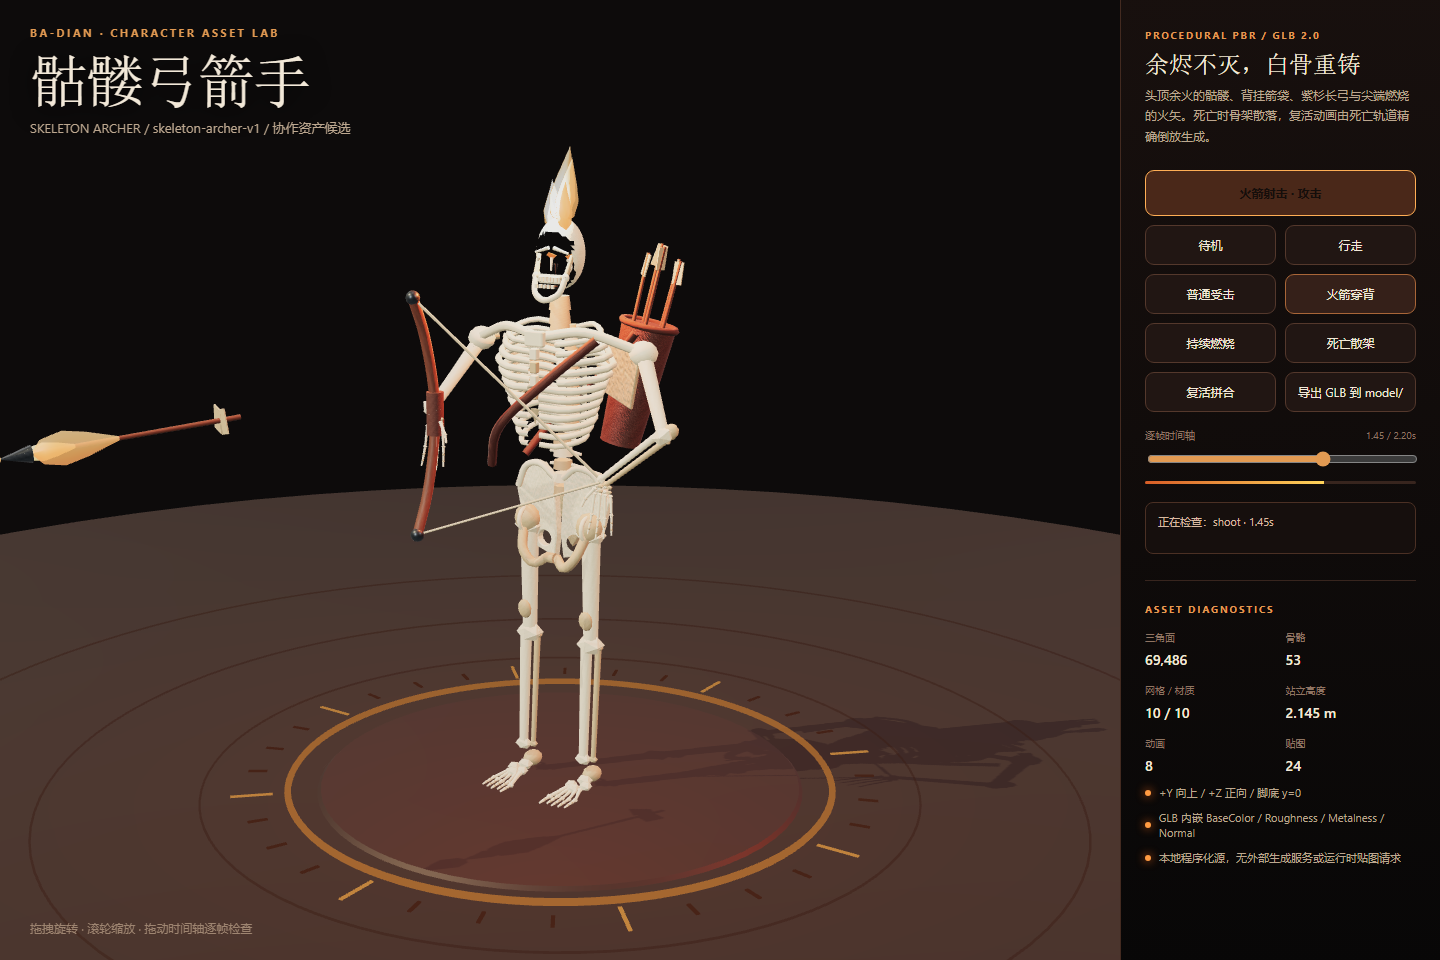 BA-DIAN · CHARACTER ASSET LAB
骷髅弓箭手
SKELETON ARCHER / skeleton-archer-v1 / 协作资产候选
拖拽旋转 · 滚轮缩放 · 拖动时间轴逐帧检查
PROCEDURAL PBR / GLB 2.0
余烬不灭，白骨重铸
头顶余火的骷髅、背挂箭袋、紫杉长弓与尖端燃烧
的火矢。死亡时骨架散落，复活动画由死亡轨道精
确倒放生成。
火箭射击 · 攻击
待机
行走
普通受击
火箭穿背
持续燃烧
死亡散架
复活拼合
导出 GLB 到 model/
逐帧时间轴
1.45 / 2.20s
正在检查：shoot · 1.45s
ASSET DIAGNOSTICS
三角面
骨骼
69,486
53
网格 / 材质
站立高度
10 / 10
2.145 m
动画
贴图
8
24
+Y 向上 / +Z 正向 / 脚底 y=0
GLB 内嵌 BaseColor / Roughness / Metalness /
Normal
本地程序化源，无外部生成服务或运行时贴图请求